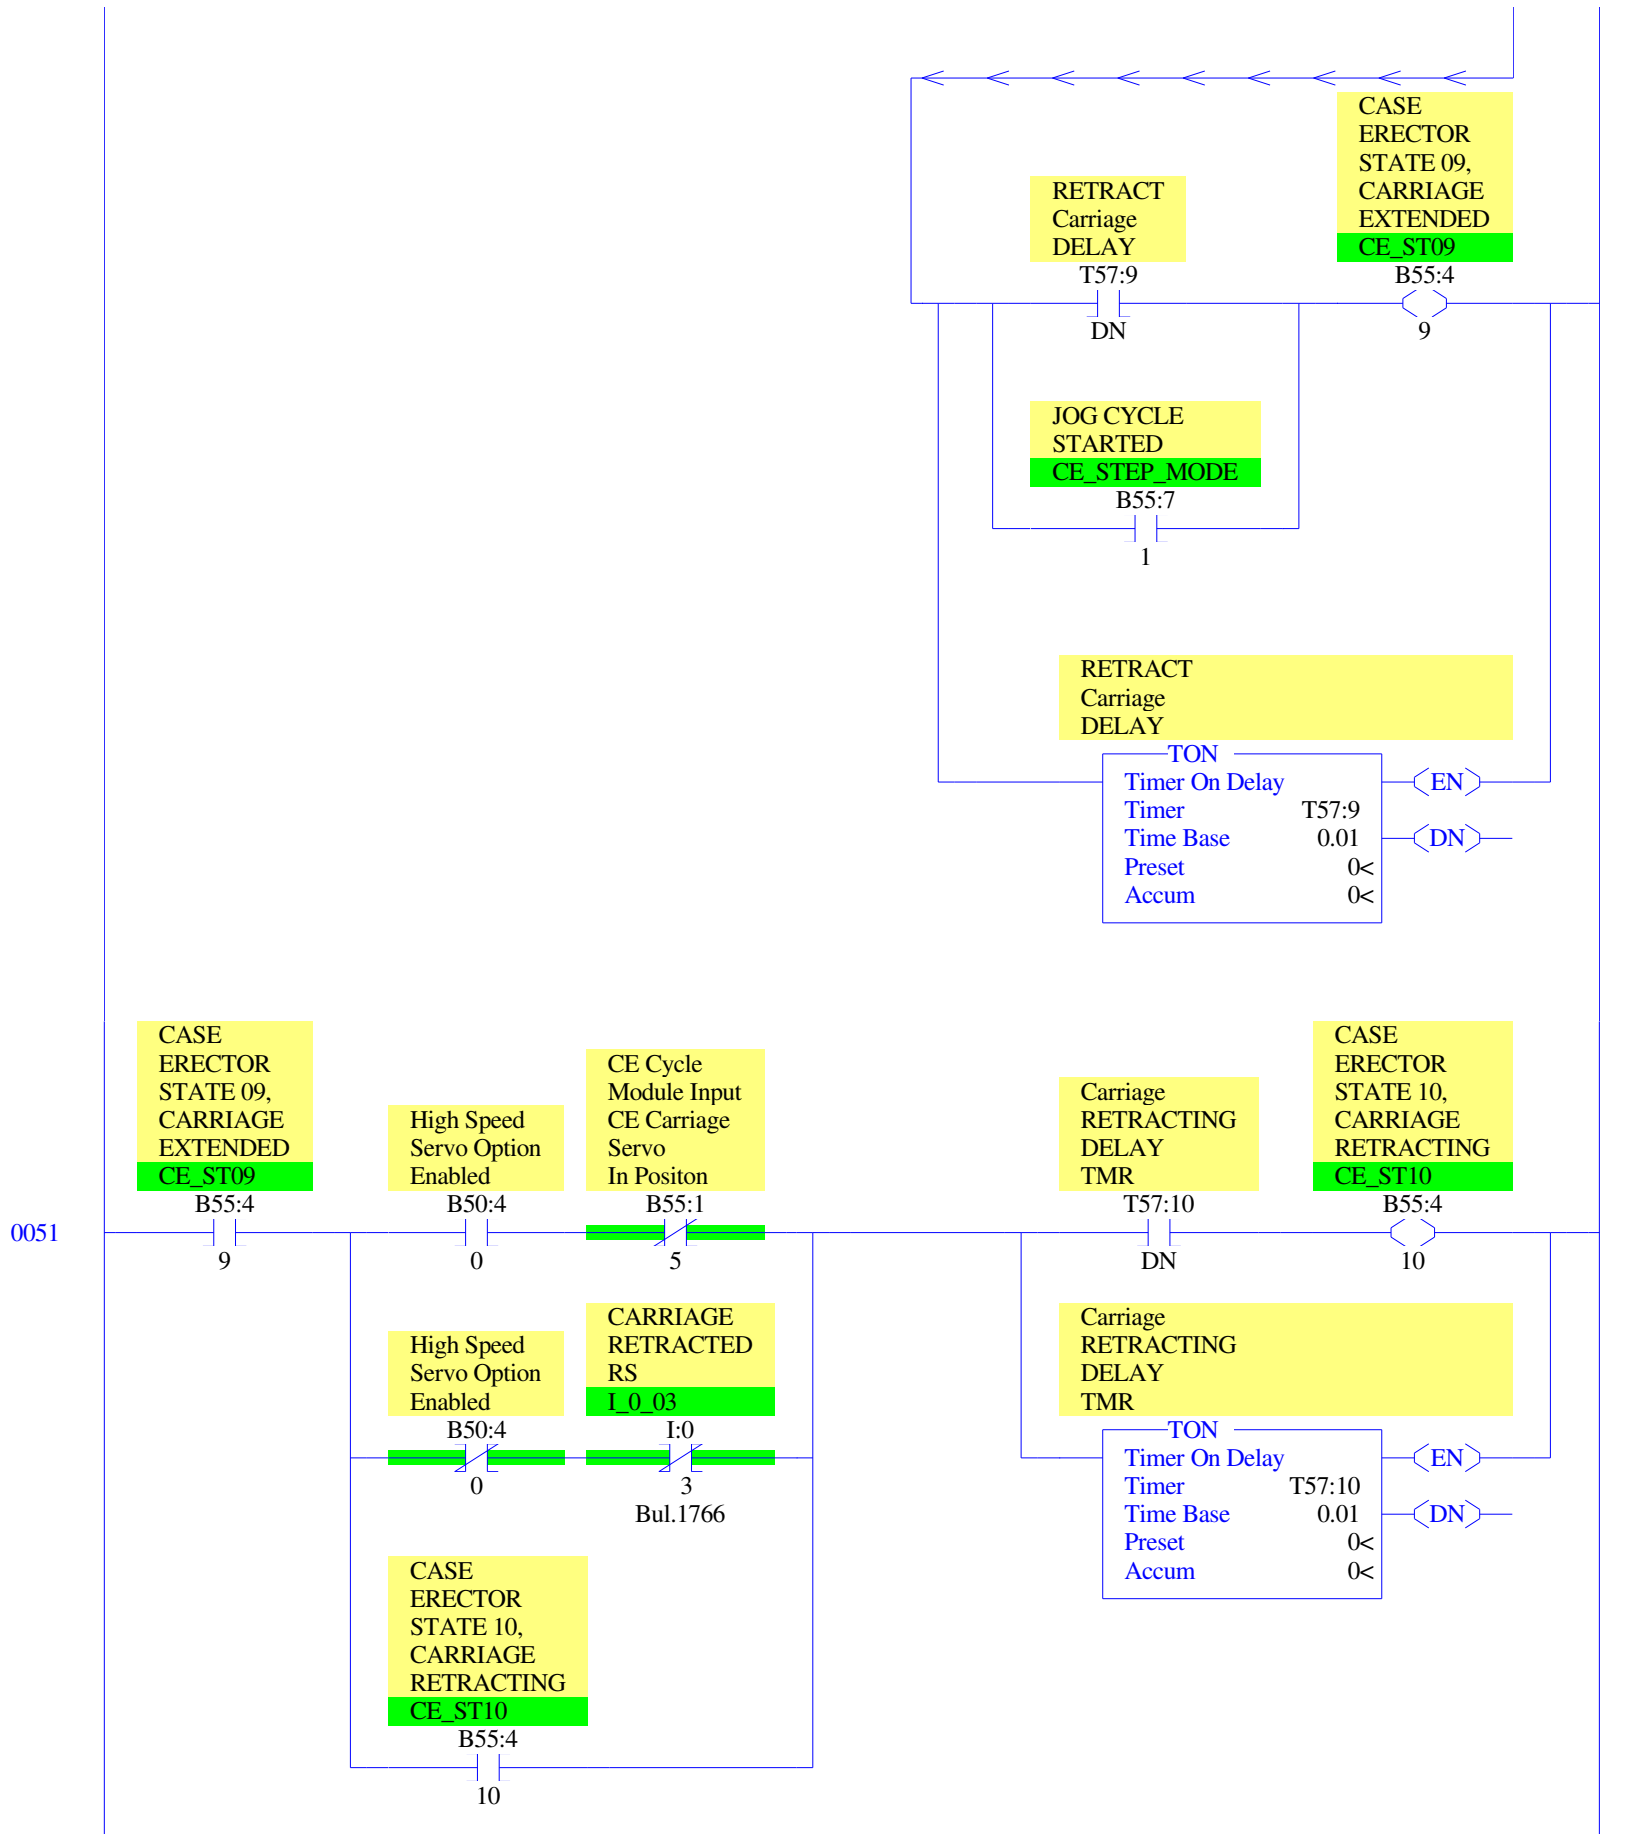 CASE
ERECTOR
STATE 09,
CARRIAGE
EXTENDED
CE_ST09
B55:4
9
RETRACT
Carriage
DELAY
T57:9
DN
JOG CYCLE
STARTED
CE_STEP_MODE
B55:7
1
RETRACT
Carriage
DELAY
TON
Timer On Delay
Timer T57:9
Time Base 0.01
Preset 0<
Accum 0<
EN
DN
0051
CASE
ERECTOR
STATE 09,
CARRIAGE
EXTENDED
CE_ST09
B55:4
9
High Speed
Servo Option
Enabled
B50:4
0
CE Cycle
Module Input
CE Carriage
Servo
In Positon
B55:1
5
Carriage
RETRACTING
DELAY
TMR
T57:10
DN
CASE
ERECTOR
STATE 10,
CARRIAGE
RETRACTING
CE_ST10
B55:4
10
High Speed
Servo Option
Enabled
B50:4
0
CARRIAGE
RETRACTED
RS
I_0_03
I:0
3
Bul.1766
Carriage
RETRACTING
DELAY
TMR
TON
Timer On Delay
Timer T57:10
Time Base 0.01
Preset 0<
Accum 0<
EN
DN
CASE
ERECTOR
STATE 10,
CARRIAGE
RETRACTING
CE_ST10
B55:4
10